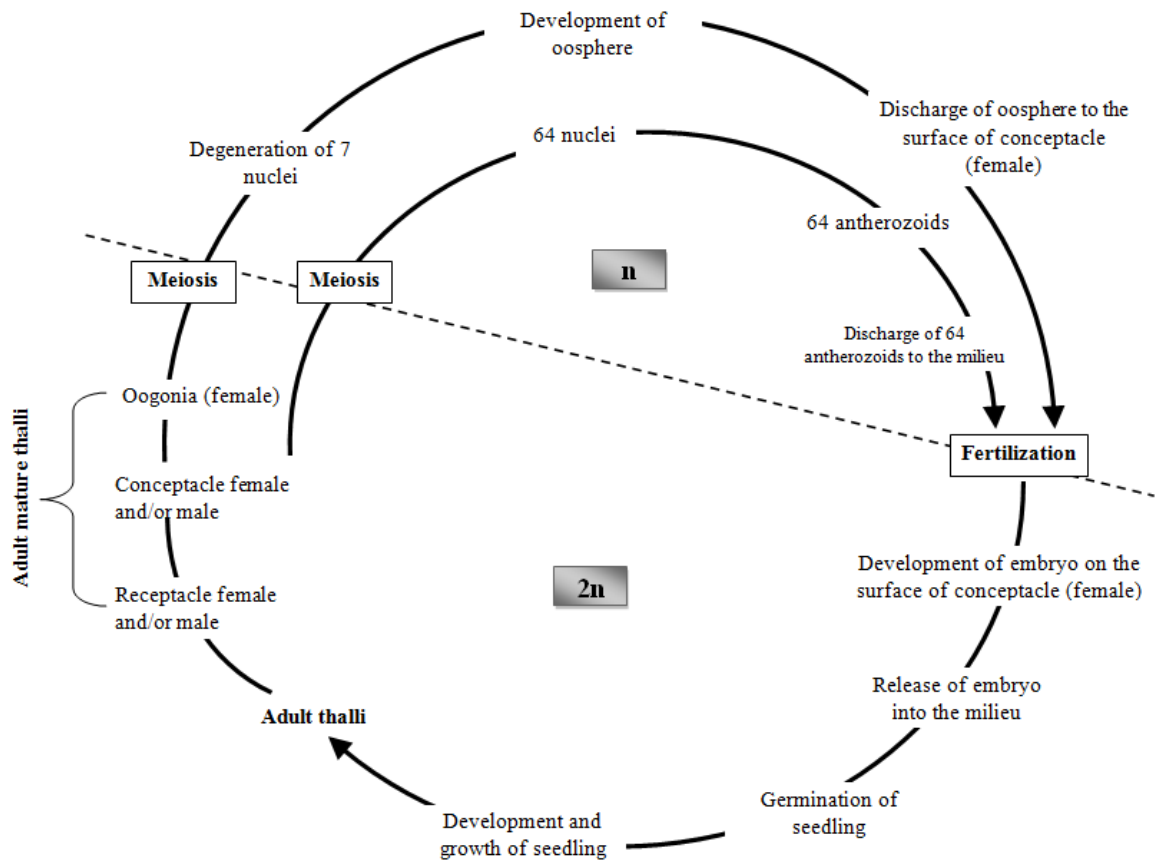 Development of
oosphere
Discharge of oosphere to the
surface of conceptacle
(female)
64 nuclei
Degeneration of 7
nuclei
64 antherozoids
Meiosis
Meiosis
n
Discharge of 64
antherozoids to the milieu
Oogonia (female)
Adult mature thalli
Fertilization
Conceptacle female
and/or male
Development of embryo on the
surface of conceptacle (female)
2n
Receptacle female
and/or male
Release of embryo
into the milieu
Adult thalli
Germination of
seedling
Development and
growth of seedling